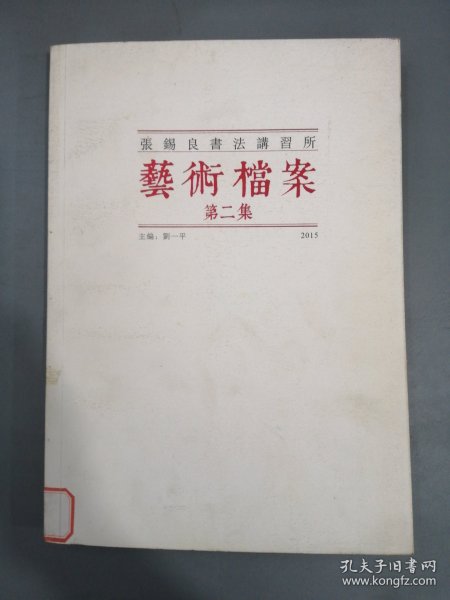 張錫良書法講習所
藝術檔案
第二集
主編：劉一平
2015
孔夫子旧书网
www.kongfz.com